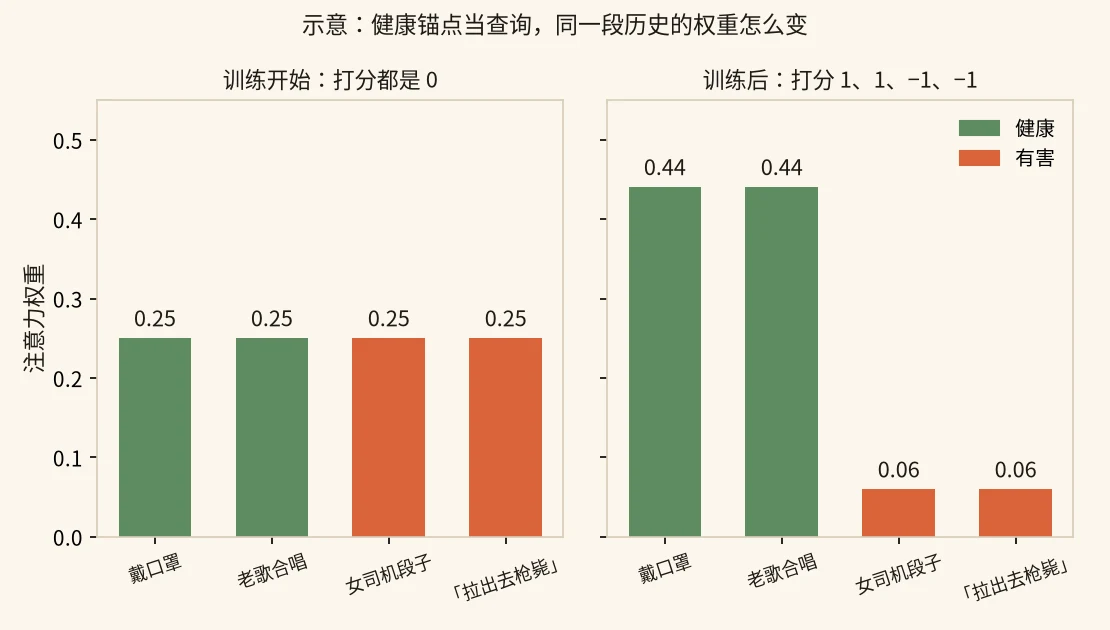 示意：健康锚点当查询，同一段历史的权重怎么变
训练开始：打分都是 0
注意力权重
0.5
0.4
0.3
0.2
0.1
0.0
0.25
0.25
0.25
0.25
戴口罩
老歌合唱
女司机段子
「拉出去枪毙」
训练后：打分 1、1、−1、−1
健康
有害
0.44
0.44
0.06
0.06
戴口罩
老歌合唱
女司机段子
「拉出去枪毙」